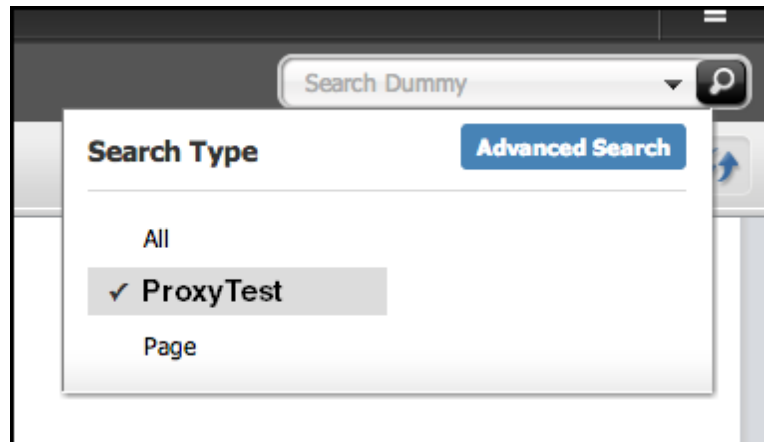 Search Dummy
Search Type
Advanced Search
All
ProxyTest
Page